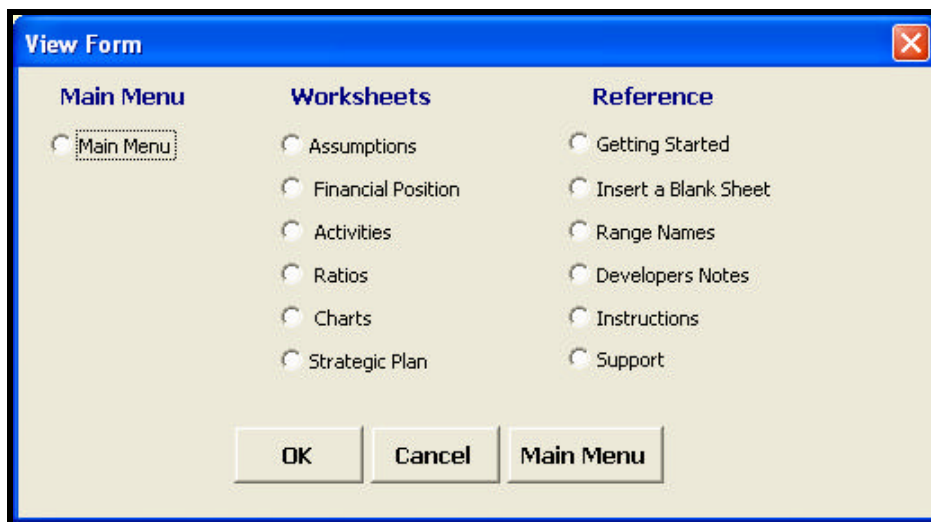 View Form
Main Menu Worksheets Reference
Main Menu Assumptions Getting Started
Financial Position Insert a Blank Sheet
Activities Range Names
Ratios Developers Notes
Charts Instructions
Strategic Plan Support
OK Cancel Main Menu